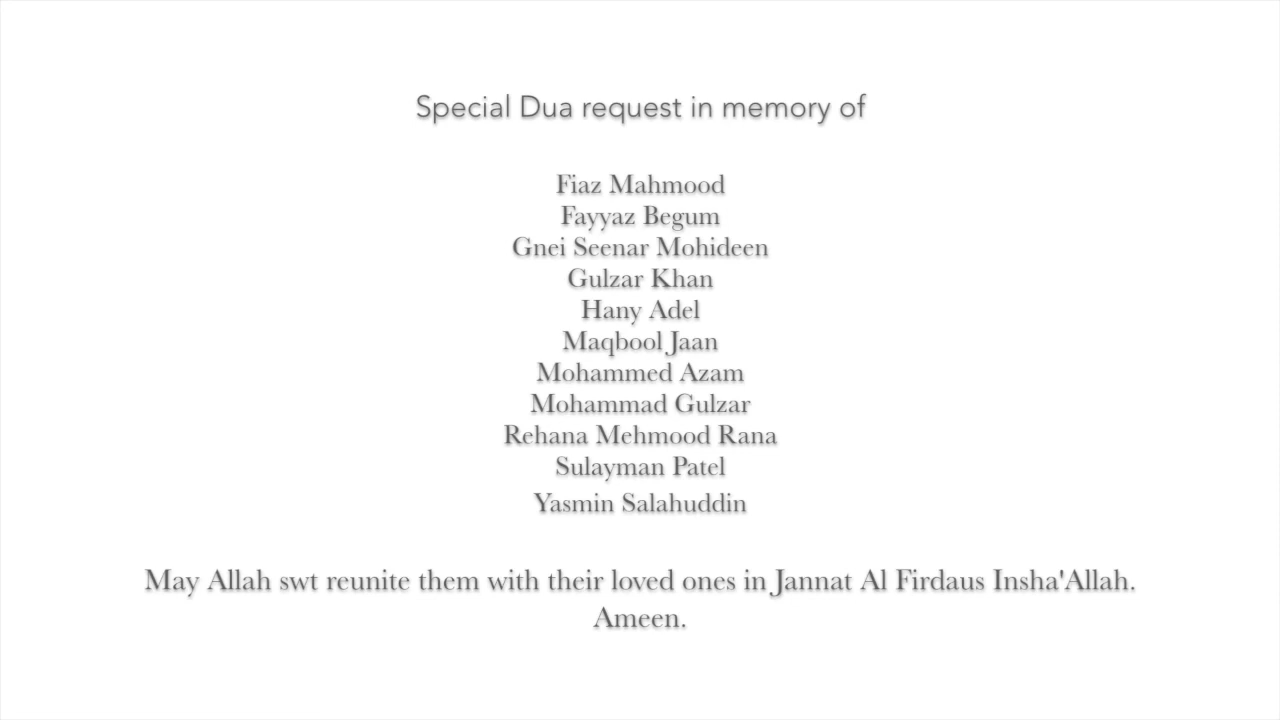 Special Dua request in memory of
Fiaz Mahmood
Fayyaz Begum
Gnei Seenar Mohideen
Gulzar Khan
Hany Adel
Maqbool Jaan
Mohammed Azam
Mohammad Gulzar
Rehana Mehmood Rana
Sulayman Patel
Yasmin Salahuddin
May Allah swt reunite them with their loved ones in Jannat Al Firdaus Insha'Allah.
Ameen.